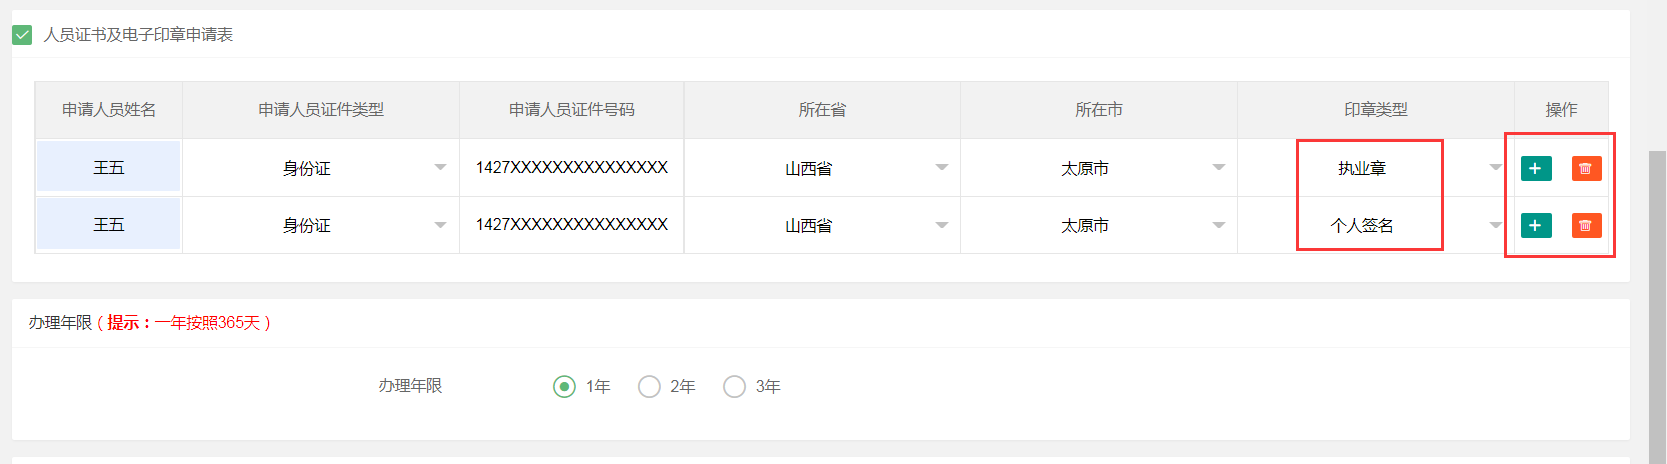 人员证书及电子印章申请表
申请人员姓名 申请人员证件类型 申请人员证件号码 所在省 所在市 印章类型 操作
王五 身份证 1427XXXXXXXXXXXXXXX 山西省 太原市 执业章
王五 身份证 1427XXXXXXXXXXXXXXX 山西省 太原市 个人签名
办理年限（提示：一年按照365天）
办理年限 1年 2年 3年